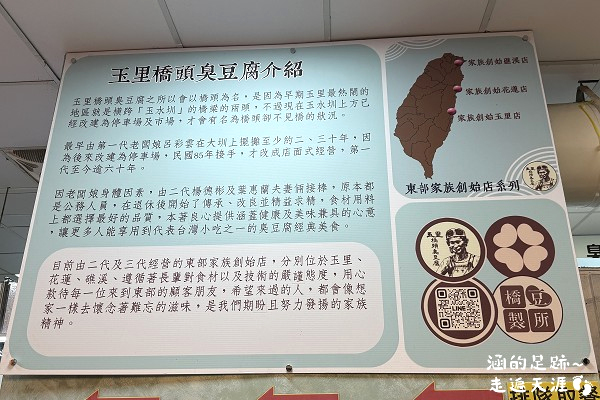 玉里橋頭臭豆腐介紹
玉里橋頭臭豆腐之所以會以橋頭為名，是因為早期玉里最熱鬧的
地區就是橫跨「玉水圳」的橋樑的兩頭，不過現在玉水圳上方已
經改建為停車場及市場，才會有名為橋頭卻不見橋的狀況。
最早由第一代老闆娘呂彩雲在大圳上擺攤至少約二、三十年，因
為後來改建為停車場，民國85年接手，才改成店面式經營，第一
代至今逾六十年。
因老闆娘身體因素，由二代楊德彬及葉惠蘭夫妻鋪接棒，原本都
是公務人員，在退休後開始了傳承、改良並精益求精，食材用料
上都選擇最好的品質，本著良心提供涵蓋健康及美味兼具的心意
，讓更多人能享用到代表台灣小吃之一的臭豆腐經典美食。
目前由二代及三代經營的東部家族創始店，分別位於玉里、
花蓮、礁溪、遵循著長輩對食材以及技術的嚴謹態度，用心
款待每一位來到東部的顧客朋友，希望來過的人，都會像想
家一樣去懷念著難忘的滋味，是我們期盼且努力發揚的家族
精神。
家族創始礁溪店
家族創始花蓮店
家族創始玉里店
東部家族創始店系列
玉里
橋頭臭豆腐
橋豆
製所
涵的足跡~
走遍天涯
排隊取餐